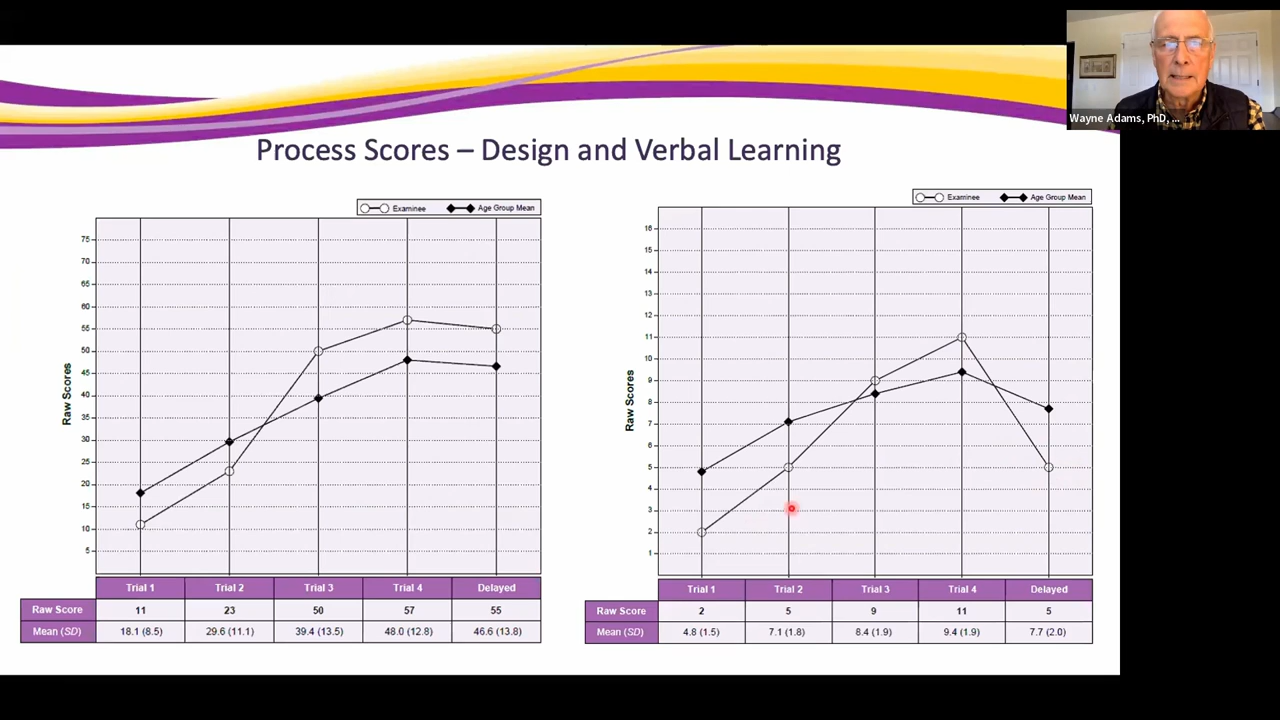 Wayne Adams, PhD, ...
Process Scores – Design and Verbal Learning
Examinee Age Group Mean
75
70
65
60
55
50
45
40
35
30
25
20
15
10
5
Raw Scores
Trial 1 Trial 2 Trial 3 Trial 4 Delayed
Raw Score 11 23 50 57 55
Mean (SD) 18.1 (8.5) 29.6 (11.1) 39.4 (13.5) 48.0 (12.8) 46.6 (13.8)
Examinee Age Group Mean
16
15
14
13
12
11
10
9
8
7
6
5
4
3
2
1
Raw Scores
Trial 1 Trial 2 Trial 3 Trial 4 Delayed
Raw Score 2 5 9 11 5
Mean (SD) 4.8 (1.5) 7.1 (1.8) 8.4 (1.9) 9.4 (1.9) 7.7 (2.0)